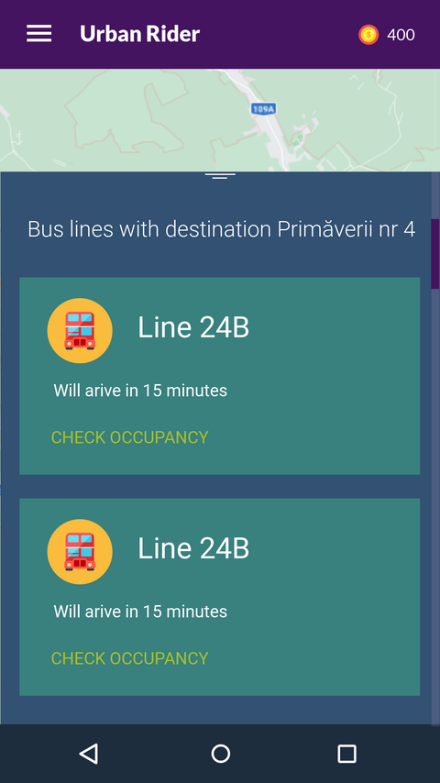 Urban Rider
400
109A
Bus lines with destination Primăverii nr 4
Line 24B
Will arive in 15 minutes
CHECK OCCUPANCY
Line 24B
Will arive in 15 minutes
CHECK OCCUPANCY